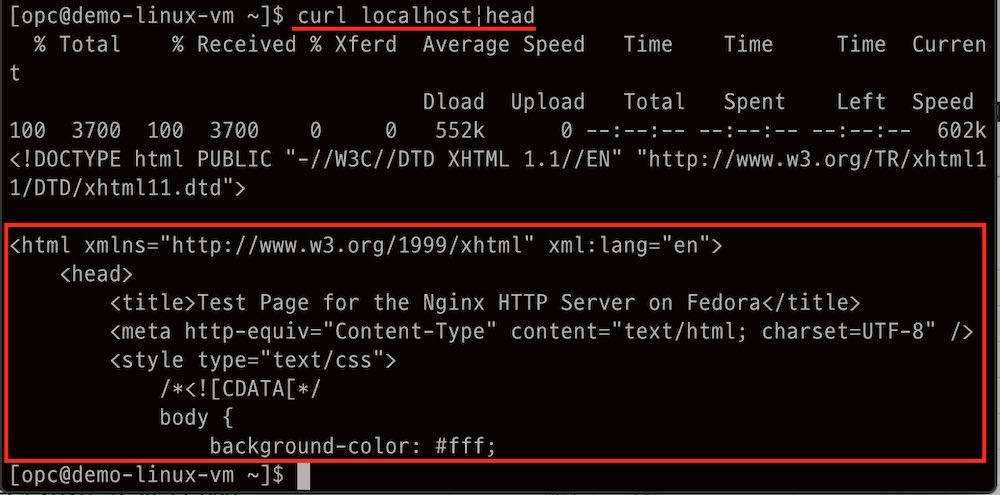 [opc@demo-linux-vm ~]$ curl localhost|head
  % Total    % Received % Xferd  Average Speed   Time    Time     Time  Curren
t
                                 Dload  Upload   Total   Spent    Left  Speed
100  3700  100  3700    0     0   552k      0 --:--:-- --:--:-- --:--:--  602k
<!DOCTYPE html PUBLIC "-//W3C//DTD XHTML 1.1//EN" "http://www.w3.org/TR/xhtml1
1/DTD/xhtml11.dtd">

<html xmlns="http://www.w3.org/1999/xhtml" xml:lang="en">
    <head>
        <title>Test Page for the Nginx HTTP Server on Fedora</title>
        <meta http-equiv="Content-Type" content="text/html; charset=UTF-8" />
        <style type="text/css">
            /*<![CDATA[*/
            body {
                background-color: #fff;
[opc@demo-linux-vm ~]$